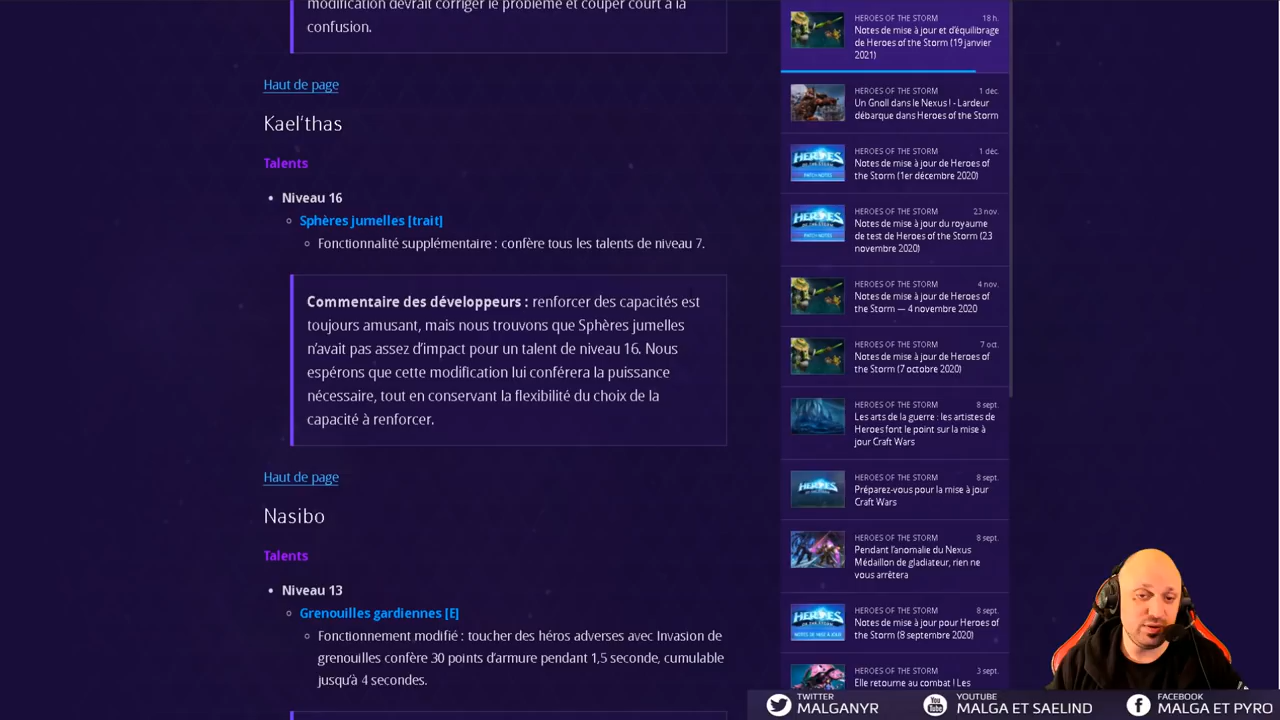 modification devrait corriger le problème et couper court à la
confusion.
Haut de page
Kael'thas
Talents
Niveau 16
Sphères jumelles [trait]
Fonctionnalité supplémentaire : confère tous les talents de niveau 7.
Commentaire des développeurs : renforcer des capacités est
toujours amusant, mais nous trouvons que Sphères jumelles
n'avait pas assez d'impact pour un talent de niveau 16. Nous
espérons que cette modification lui conférera la puissance
nécessaire, tout en conservant la flexibilité du choix de la
capacité à renforcer.
Haut de page
Nasibo
Talents
Niveau 13
Grenouilles gardiennes [E]
Fonctionnement modifié : toucher des héros adverses avec Invasion de
grenouilles confère 30 points d'armure pendant 1,5 seconde, cumulable
jusqu'à 4 secondes.
HEROES OF THE STORM 18 h.
Notes de mise à jour et d'équilibrage
de Heroes of the Storm (19 janvier
2021)
HEROES OF THE STORM 1 déc.
Un Gnoll dans le Nexus ! - Lardeur
débarque dans Heroes of the Storm
HEROES OF THE STORM 1 déc.
Notes de mise à jour de Heroes of
the Storm (1er décembre 2020)
HEROES OF THE STORM 23 nov.
Notes de mise à jour du royaume
de test de Heroes of the Storm (23
novembre 2020)
HEROES OF THE STORM 4 nov.
Notes de mise à jour de Heroes of
the Storm — 4 novembre 2020
HEROES OF THE STORM 7 oct.
Notes de mise à jour de Heroes of
the Storm (7 octobre 2020)
HEROES OF THE STORM 8 sept.
Les arts de la guerre : les artistes de
Heroes font le point sur la mise à
jour Craft Wars
HEROES OF THE STORM 8 sept.
Préparez-vous pour la mise à jour
Craft Wars
HEROES OF THE STORM 8 sept.
Pendant l'anomalie du Nexus
Médaillon de gladiateur, rien ne
vous arrêtera
HEROES OF THE STORM 8 sept.
Notes de mise à jour pour Heroes of
the Storm (8 septembre 2020)
HEROES OF THE STORM 3 sept.
Elle retourne au combat ! Les
HEROES
PATCH NOTES
HEROES
PATCH NOTES
HEROES
HEROES
NOTES DE MISE À JOUR
TWITTER
MALGANYR
YOUTUBE
MALGA ET SAELIND
FACEBOOK
MALGA ET PYRO